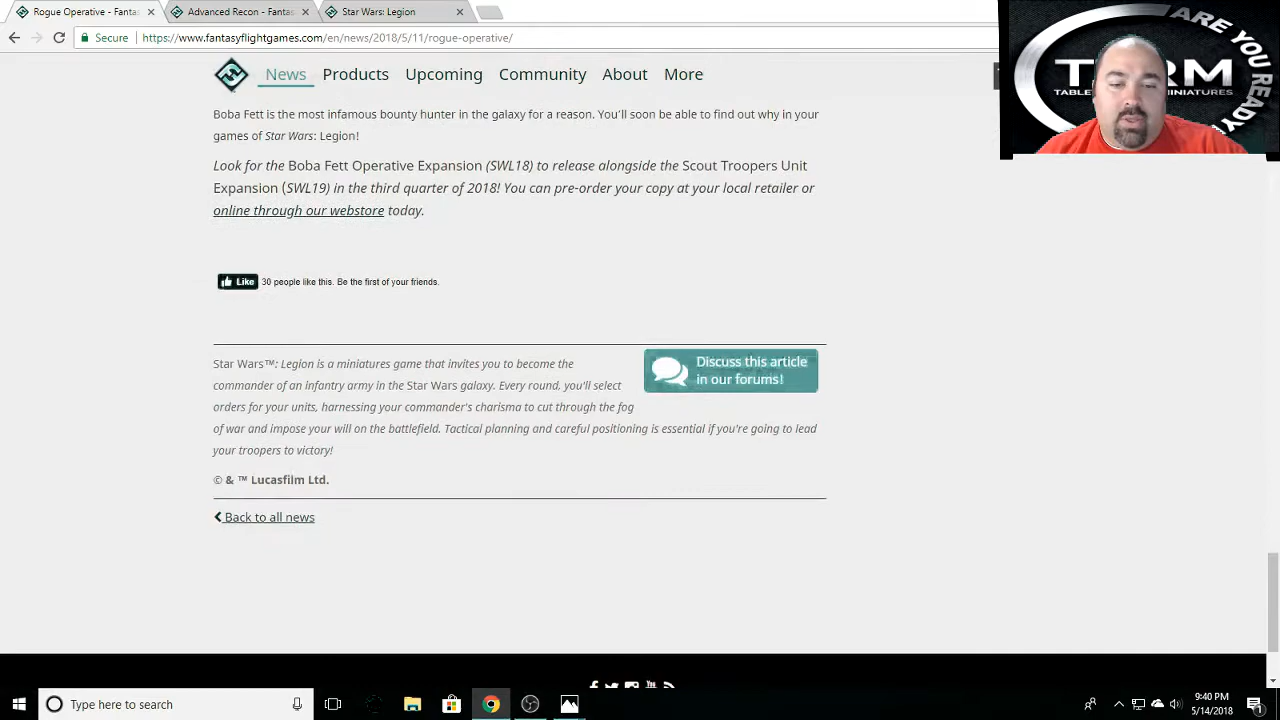 Rogue Operative - Fantas
Advanced Recon - Fantas
Star Wars: Legion
Secure
https://www.fantasyflightgames.com/en/news/2018/5/11/rogue-operative/
News Products Upcoming Community About More
ARE YOU READY
Boba Fett is the most infamous bounty hunter in the galaxy for a reason. You'll soon be able to find out why in your
games of Star Wars: Legion!
Look for the Boba Fett Operative Expansion (SWL18) to release alongside the Scout Troopers Unit
Expansion (SWL19) in the third quarter of 2018! You can pre-order your copy at your local retailer or
online through our webstore today.
Like 30 people like this. Be the first of your friends.
Star Wars™: Legion is a miniatures game that invites you to become the
commander of an infantry army in the Star Wars galaxy. Every round, you'll select
orders for your units, harnessing your commander's charisma to cut through the fog
of war and impose your will on the battlefield. Tactical planning and careful positioning is essential if you're going to lead
your troopers to victory!
Discuss this article
in our forums!
© & ™ Lucasfilm Ltd.
Back to all news
Type here to search
9:40 PM
5/14/2018